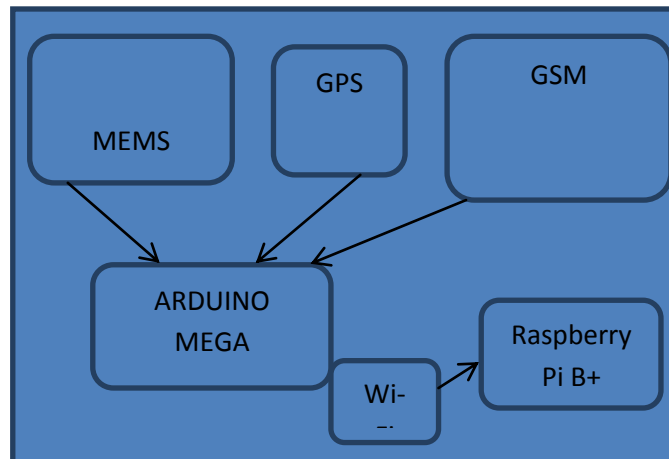 GPS
GSM
MEMS
ARDUINO
MEGA
Raspberry
Pi B+
Wi-